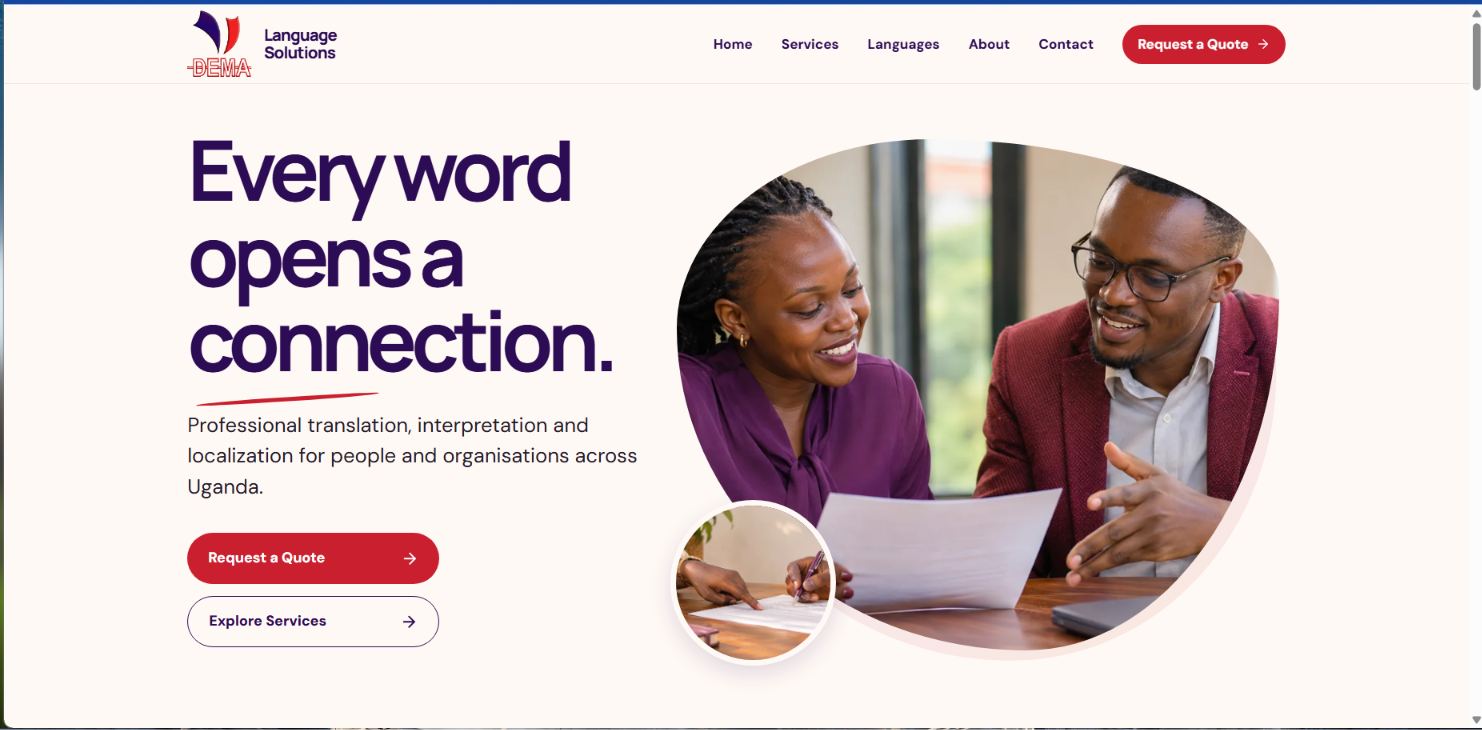 DEMA
Language
Solutions
Home
Services
Languages
About
Contact
Request a Quote →
Every word
opens a
connection.
Professional translation, interpretation and
localization for people and organisations across
Uganda.
Request a Quote →
Explore Services →